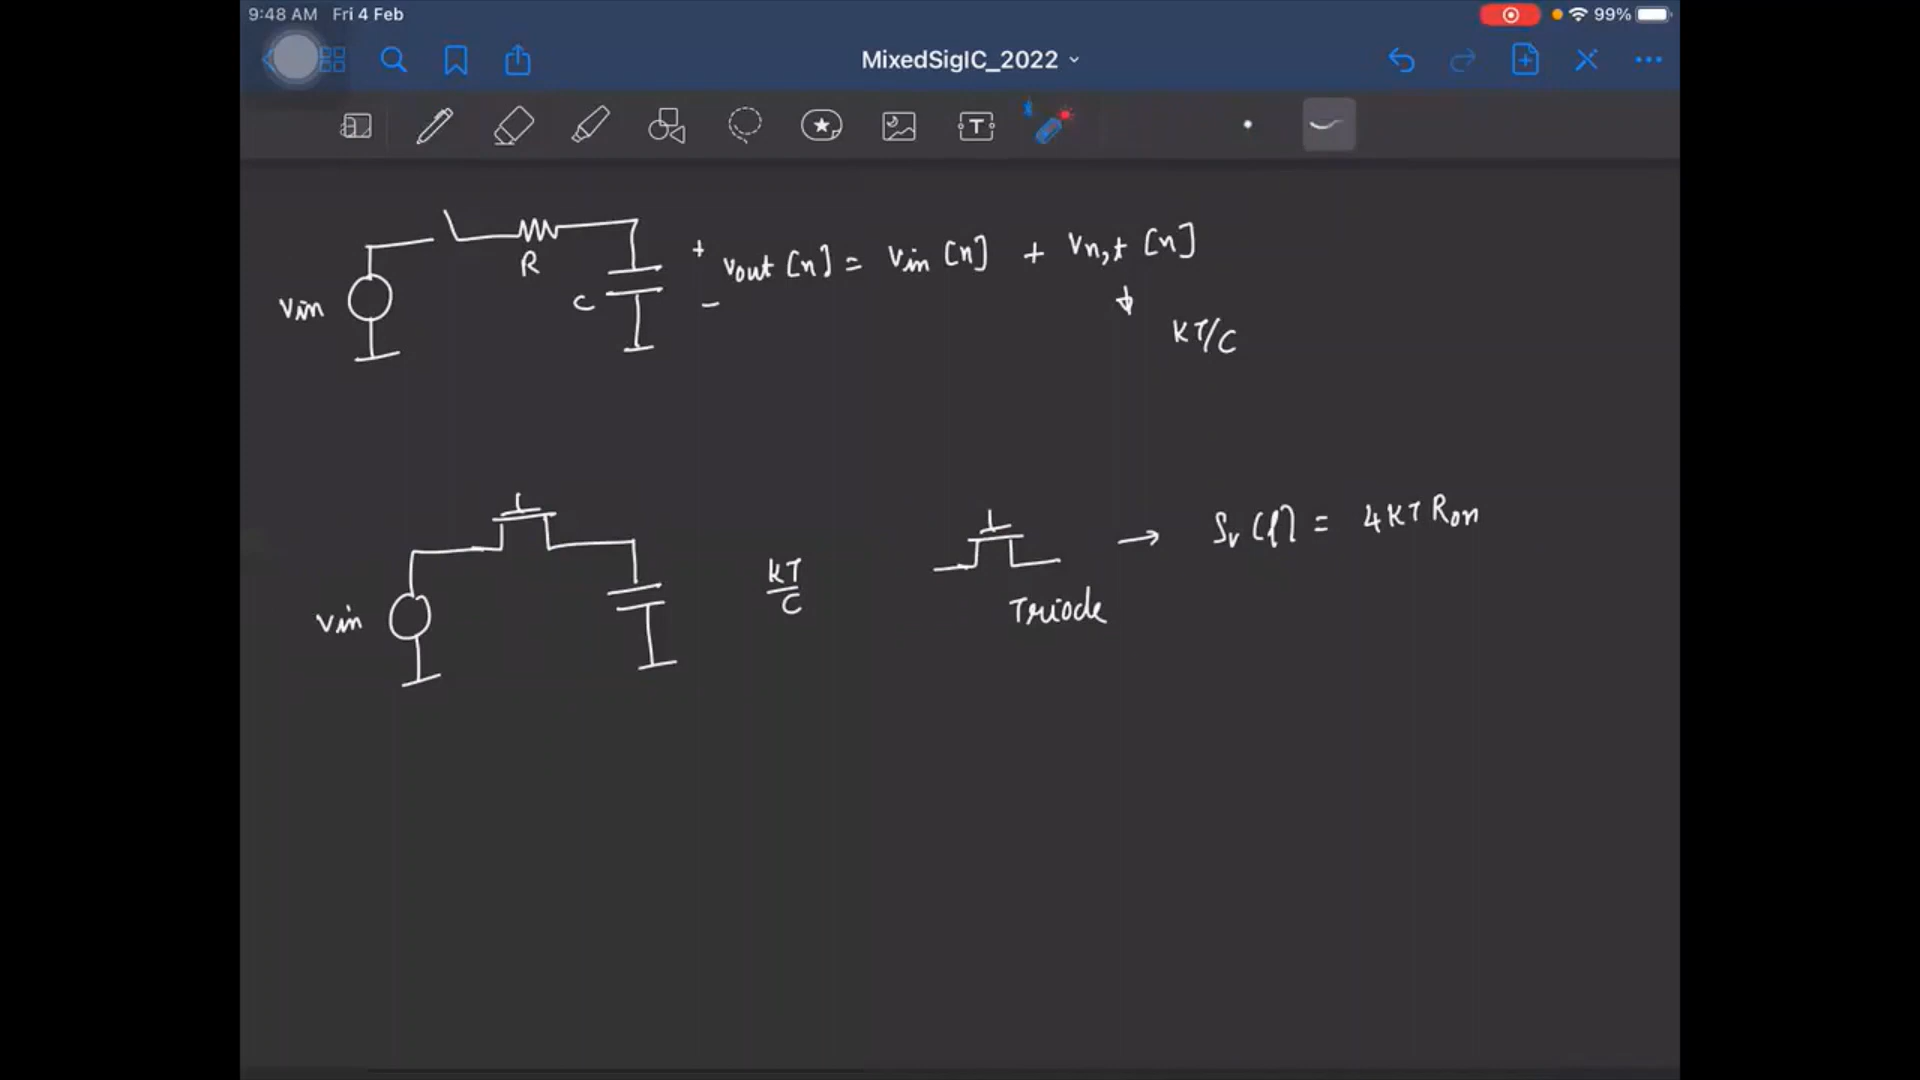 9:48 AM Fri 4 Feb 99%
MixedSigIC_2022
T
R
Vin
C
+
−
Vout [n] = Vin [n] + Vn,t [n]
↓
KT/C
Vin
KT
C
Triode
→ Sv (f) = 4KT Ron